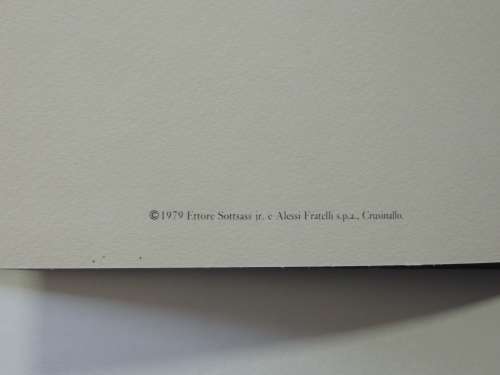 ©1979 Ettore Sottsass jr. e Alessi Fratelli s.p.a., Crusinallo.